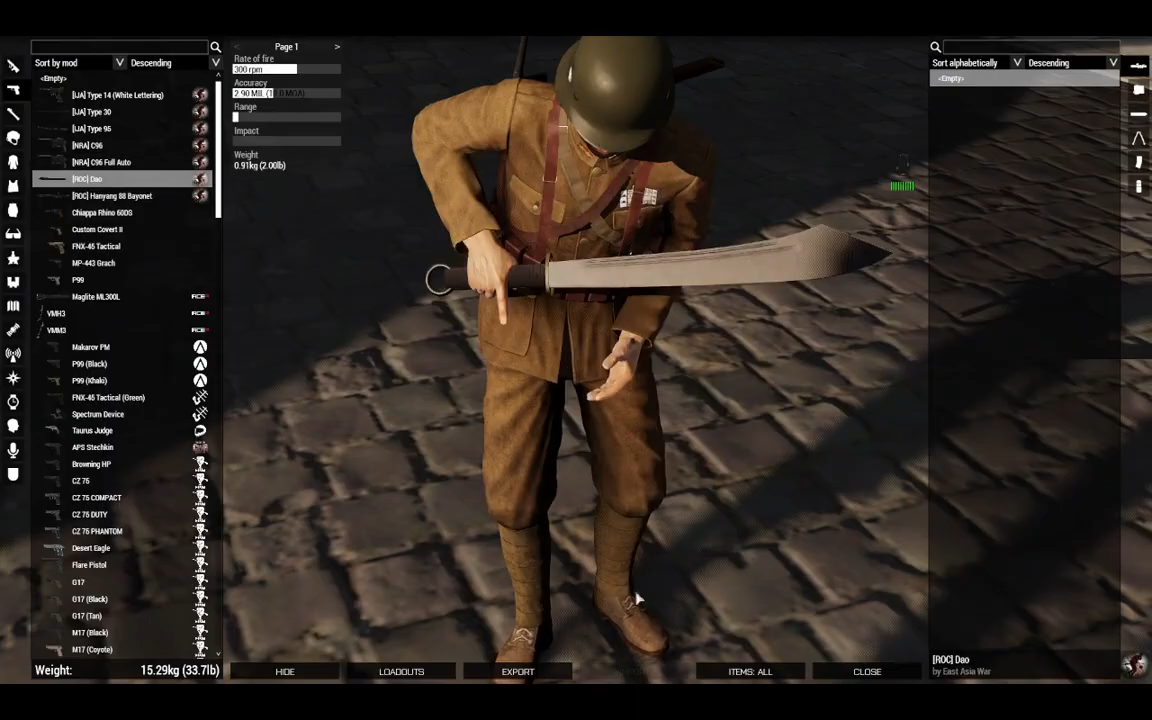 Sort by mod
Descending
<Empty>
[IJA] Type 14 (White Lettering)
[IJA] Type 30
[IJA] Type 95
[NRA] C96
[NRA] C96 Full Auto
[ROC] Dao
[ROC] Hanyang 88 Bayonet
Chiappa Rhino 60DS
Custom Covert II
FNX-45 Tactical
MP-443 Grach
P99
Maglite ML300L
VMH3
VMM3
Makarov PM
P99 (Black)
P99 (Khaki)
FNX-45 Tactical (Green)
Spectrum Device
Taurus Judge
APS Stechkin
Browning HP
CZ 75
CZ 75 COMPACT
CZ 75 DUTY
CZ 75 PHANTOM
Desert Eagle
Flare Pistol
G17
G17 (Black)
G17 (Tan)
M17 (Black)
M17 (Coyote)
Weight: 15.29kg (33.7lb)
< Page 1 >
Rate of fire
300 rpm
Accuracy
2.90 MIL (10.0 MOA)
Range
Impact
Weight
0.91kg (2.00lb)
HIDE
LOADOUTS
EXPORT
ITEMS: ALL
CLOSE
Sort alphabetically
Descending
<Empty>
[ROC] Dao
by East Asia War